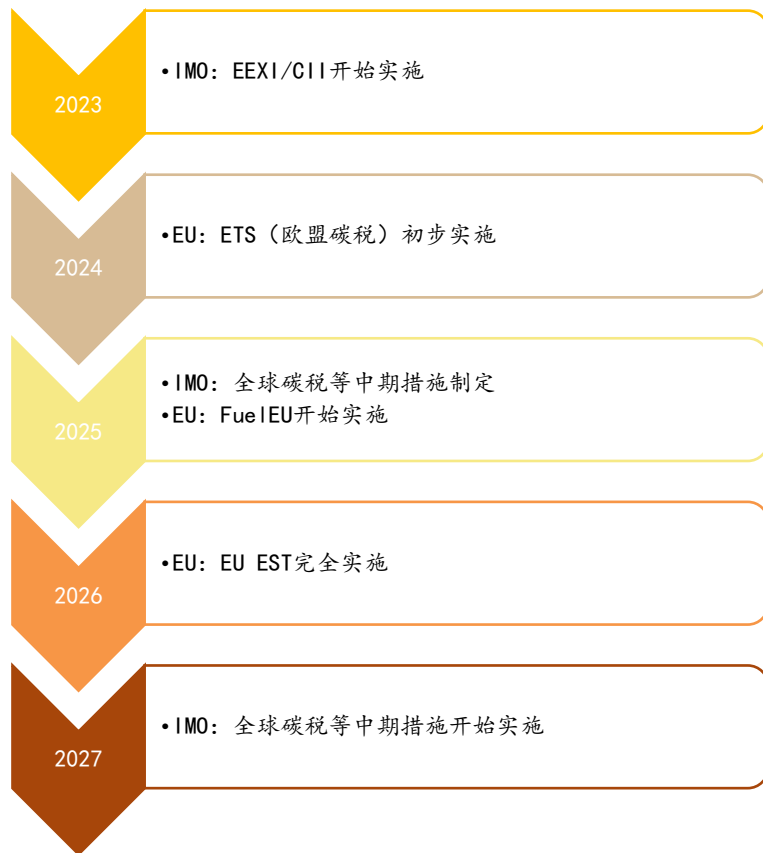 2023
•IMO: EEXI/CII开始实施
2024
•EU: ETS（欧盟碳税）初步实施
2025
•IMO: 全球碳税等中期措施制定
•EU: FuelEU开始实施
2026
•EU: EU EST完全实施
2027
•IMO: 全球碳税等中期措施开始实施